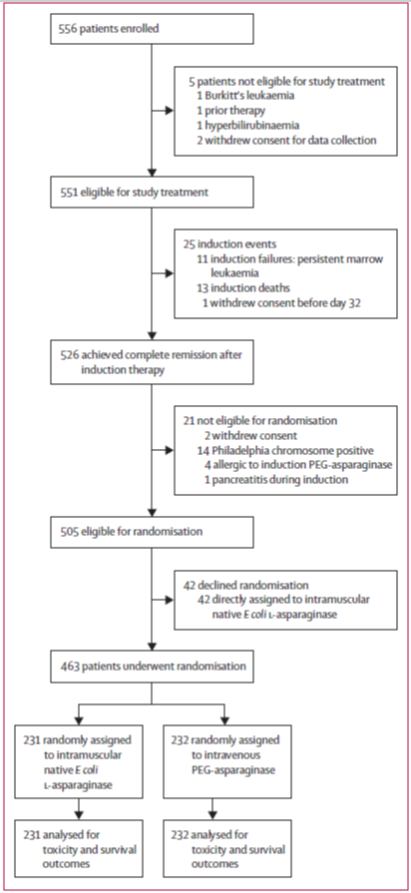 556 patients enrolled
5 patients not eligible for study treatment
1 Burkitt's leukaemia
1 prior therapy
1 hyperbilirubinaemia
2 withdrew consent for data collection
551 eligible for study treatment
25 induction events
11 induction failures: persistent marrow
leukaemia
13 induction deaths
1 withdrew consent before day 32
526 achieved complete remission after
induction therapy
21 not eligible for randomisation
2 withdrew consent
14 Philadelphia chromosome positive
4 allergic to induction PEG-asparaginase
1 pancreatitis during induction
505 eligible for randomisation
42 declined randomisation
42 directly assigned to intramuscular
native E coli L-asparaginase
463 patients underwent randomisation
231 randomly assigned
to intramuscular
native E coli
L-asparaginase
232 randomly assigned
to intravenous
PEG-asparaginase
231 analysed for
toxicity and survival
outcomes
232 analysed for
toxicity and survival
outcomes